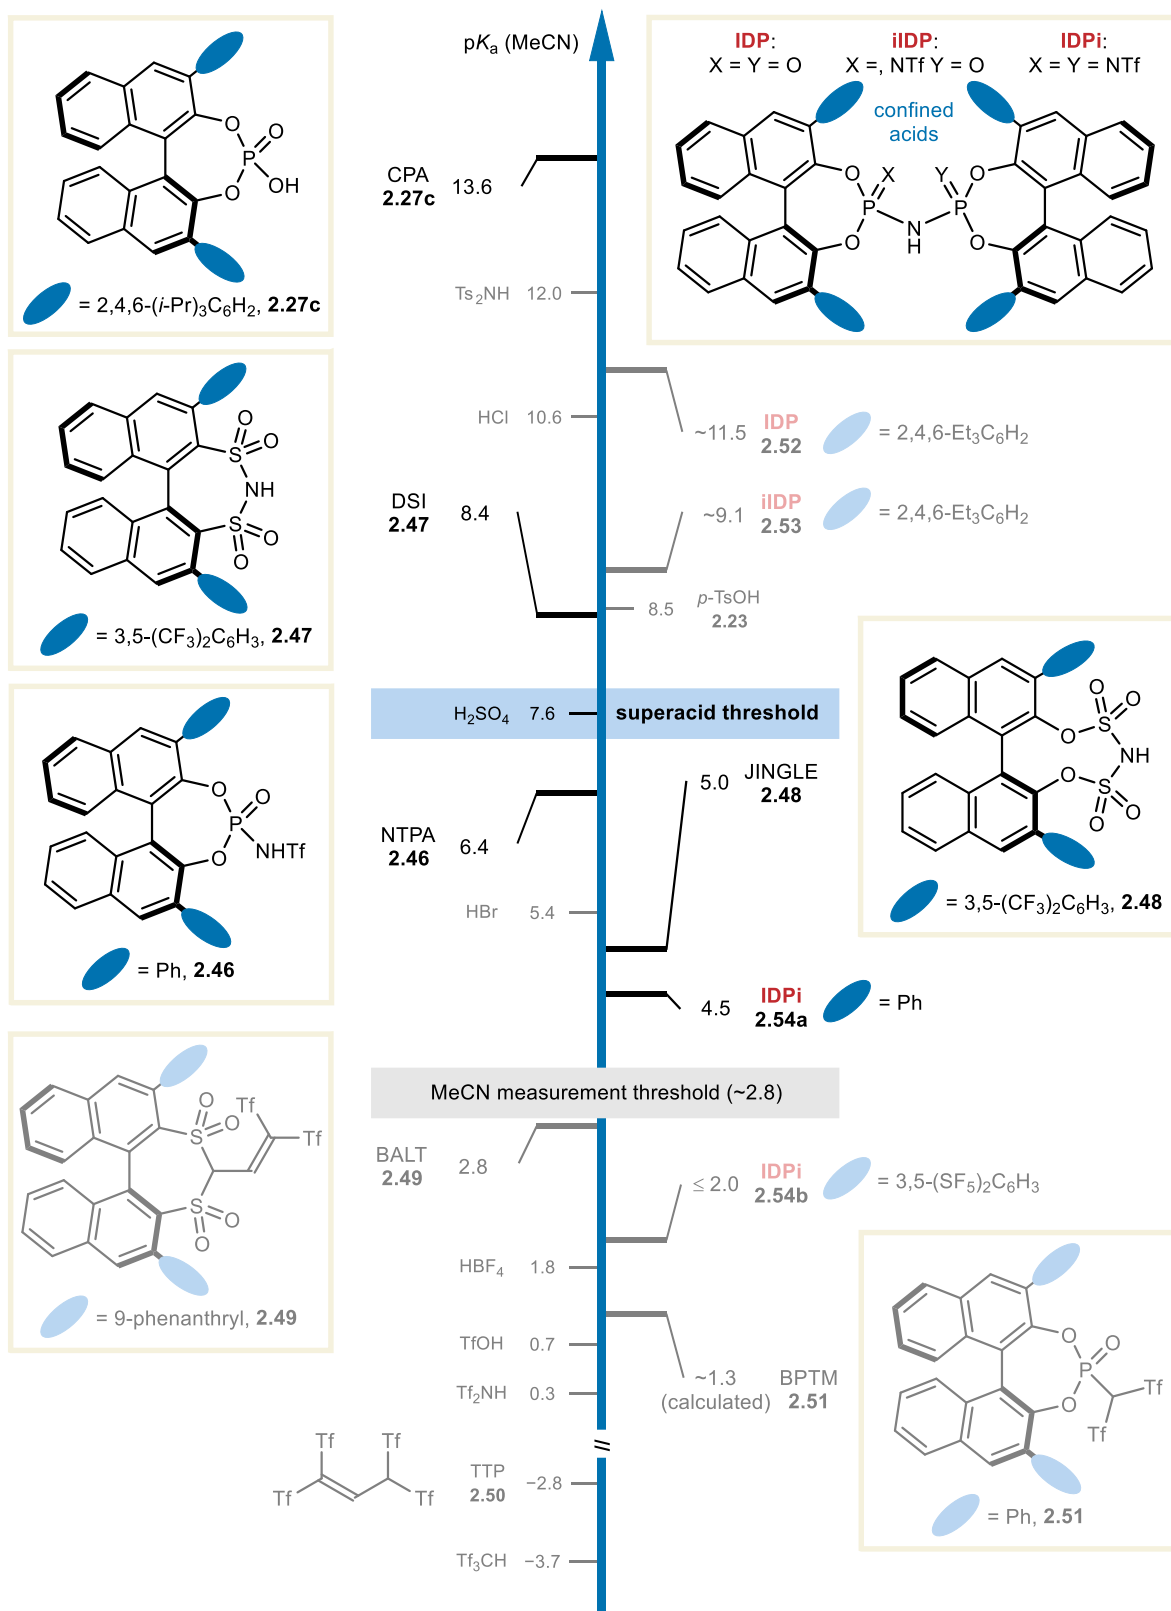 pKa (MeCN)
IDP:
X = Y = O
iIDP:
X =, NTf Y = O
IDPi:
X = Y = NTf
confined
acids
X
Y
P
P
N
H
O
O
O
O
O
O
P
O
OH
= 2,4,6-(i-Pr)3C6H2, 2.27c
CPA
2.27c
13.6
Ts2NH 12.0
HCl 10.6
~11.5
IDP
2.52
= 2,4,6-Et3C6H2
~9.1
iIDP
2.53
= 2,4,6-Et3C6H2
DSI
2.47
8.4
8.5
p-TsOH
2.23
O
S
O
NH
S
O
O
= 3,5-(CF3)2C6H3, 2.47
H2SO4 7.6
superacid threshold
O
O
P
O
NHTf
= Ph, 2.46
NTPA
2.46
6.4
5.0
JINGLE
2.48
HBr 5.4
O
O
S
O
NH
O
S
O
O
= 3,5-(CF3)2C6H3, 2.48
4.5
IDPi
2.54a
= Ph
MeCN measurement threshold (~2.8)
BALT
2.49
2.8
O
S
O
Tf
Tf
S
O
O
= 9-phenanthryl, 2.49
≤ 2.0
IDPi
2.54b
= 3,5-(SF5)2C6H3
HBF4 1.8
TfOH 0.7
~1.3
(calculated)
BPTM
2.51
Tf2NH 0.3
O
O
P
O
Tf
Tf
= Ph, 2.51
Tf
Tf
Tf
Tf
TTP
2.50
−2.8
Tf3CH −3.7